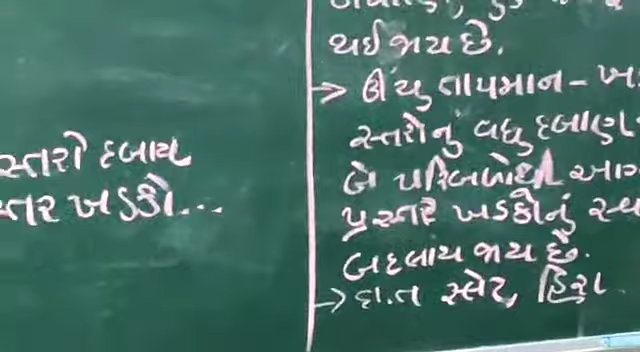 સ્તરો દબાય
સ્તર ખડકો...
થઈ જાય છે.
→ ઊંચુ તાપમાન -
સ્તરોનું વધુ દબાણ
બે પરિબળોથી
પ્રસ્તર ખડકોનું
બદલાય જાય છે.
→ દા.ત સ્લેટ, હિરા.